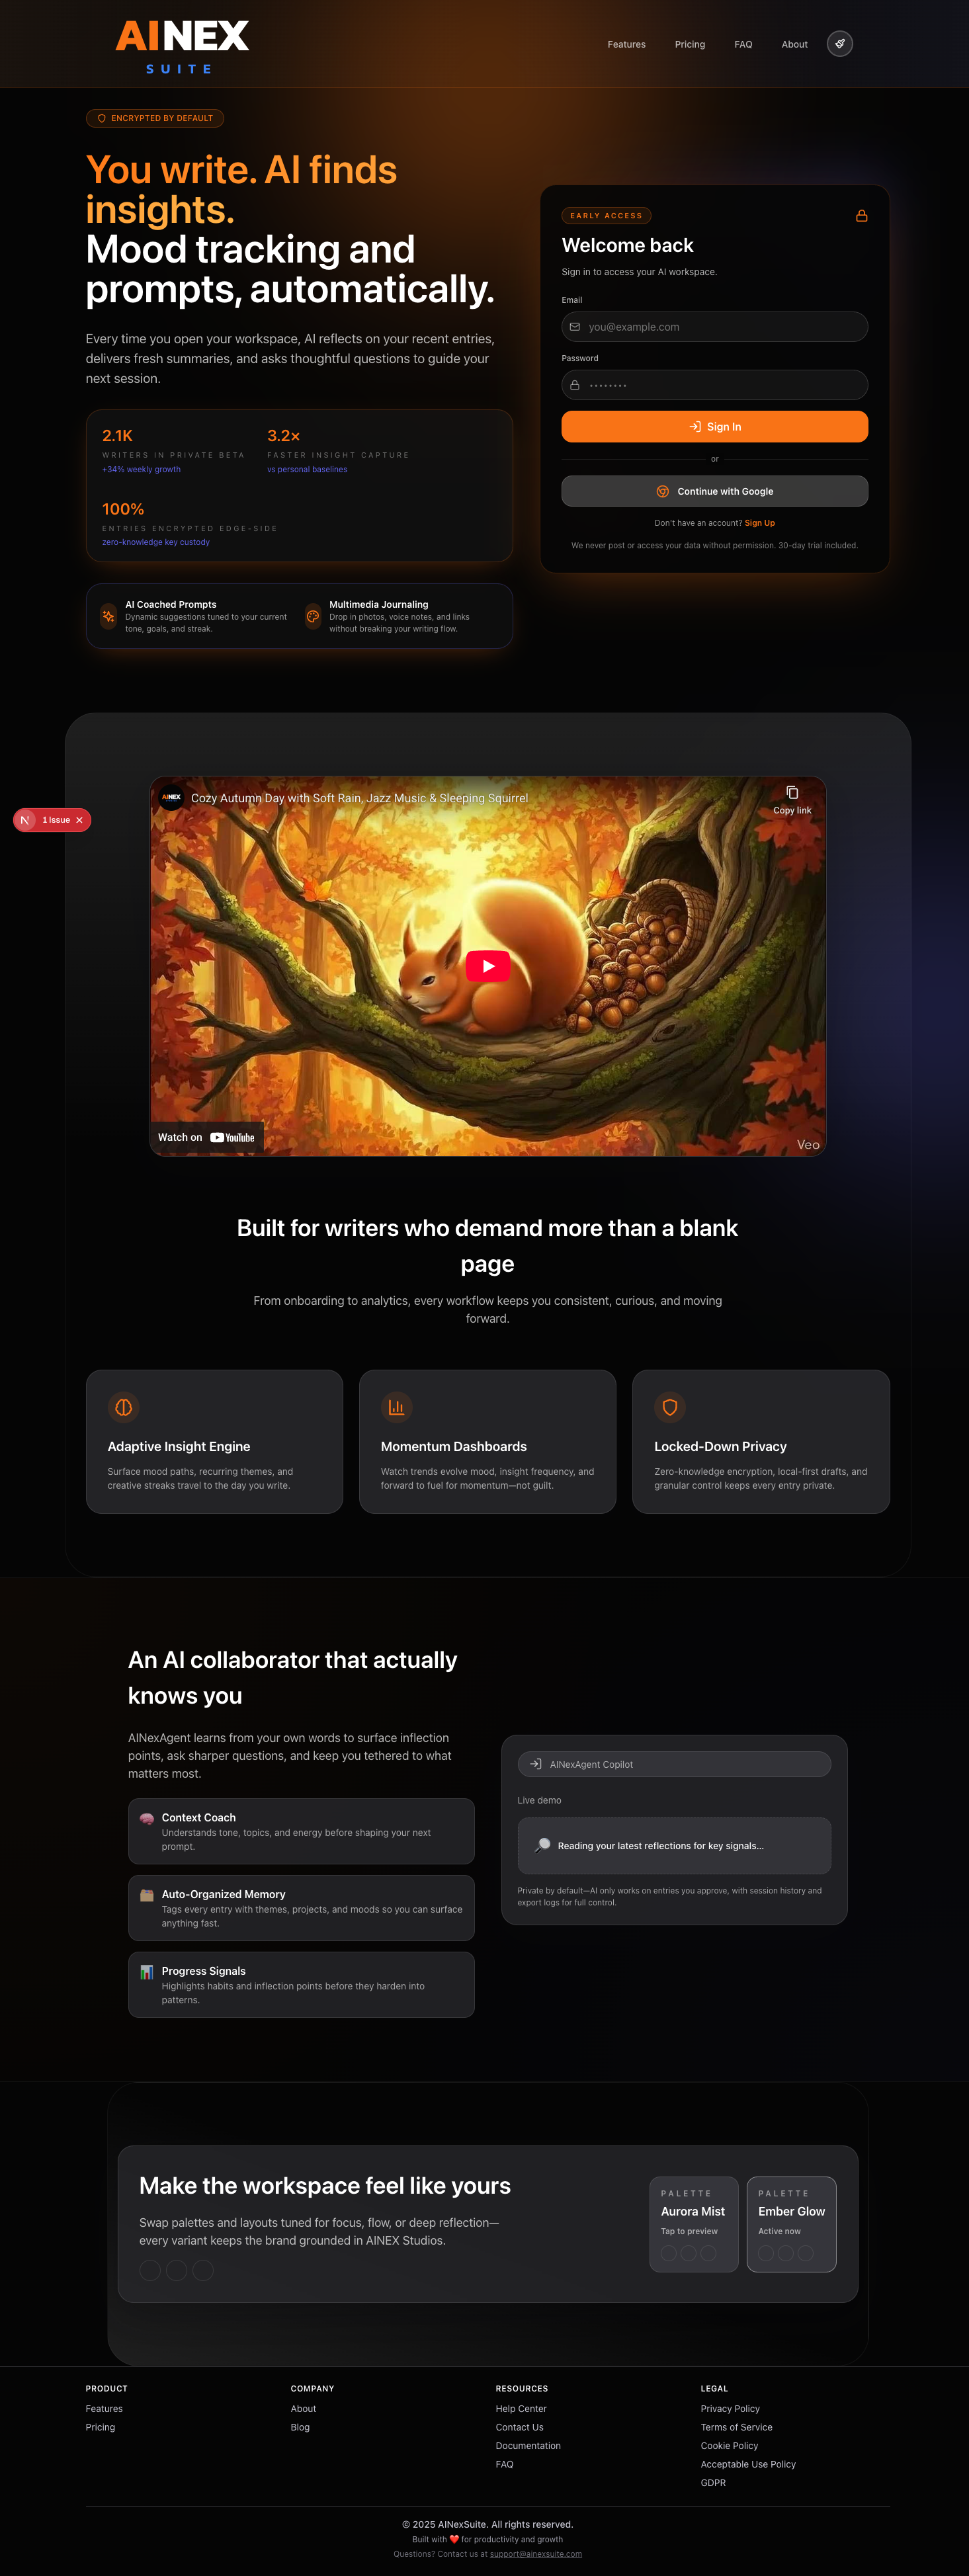 AINEX
SUITE
Features
Pricing
FAQ
About
ENCRYPTED BY DEFAULT
You write. AI finds
insights.
Mood tracking and
prompts, automatically.
Every time you open your workspace, AI reflects on your recent entries,
delivers fresh summaries, and asks thoughtful questions to guide your
next session.
2.1K
WRITERS IN PRIVATE BETA
+34% weekly growth
3.2×
FASTER INSIGHT CAPTURE
vs personal baselines
100%
ENTRIES ENCRYPTED EDGE-SIDE
zero-knowledge key custody
AI Coached Prompts
Dynamic suggestions tuned to your current
tone, goals, and streak.
Multimedia Journaling
Drop in photos, voice notes, and links
without breaking your writing flow.
EARLY ACCESS
Welcome back
Sign in to access your AI workspace.
Email
you@example.com
Password
••••••••
Sign In
or
Continue with Google
Don't have an account? Sign Up
We never post or access your data without permission. 30-day trial included.
N 1 Issue ×
AINEX
Cozy Autumn Day with Soft Rain, Jazz Music & Sleeping Squirrel
Copy link
Watch on YouTube
Veo
Built for writers who demand more than a blank
page
From onboarding to analytics, every workflow keeps you consistent, curious, and moving
forward.
Adaptive Insight Engine
Surface mood paths, recurring themes, and
creative streaks travel to the day you write.
Momentum Dashboards
Watch trends evolve mood, insight frequency, and
forward to fuel for momentum—not guilt.
Locked-Down Privacy
Zero-knowledge encryption, local-first drafts, and
granular control keeps every entry private.
An AI collaborator that actually
knows you
AINexAgent learns from your own words to surface inflection
points, ask sharper questions, and keep you tethered to what
matters most.
Context Coach
Understands tone, topics, and energy before shaping your next
prompt.
Auto-Organized Memory
Tags every entry with themes, projects, and moods so you can surface
anything fast.
Progress Signals
Highlights habits and inflection points before they harden into
patterns.
AINexAgent Copilot
Live demo
Reading your latest reflections for key signals...
Private by default—AI only works on entries you approve, with session history and
export logs for full control.
Make the workspace feel like yours
Swap palettes and layouts tuned for focus, flow, or deep reflection—
every variant keeps the brand grounded in AINEX Studios.
PALETTE
Aurora Mist
Tap to preview
PALETTE
Ember Glow
Active now
PRODUCT
Features
Pricing
COMPANY
About
Blog
RESOURCES
Help Center
Contact Us
Documentation
FAQ
LEGAL
Privacy Policy
Terms of Service
Cookie Policy
Acceptable Use Policy
GDPR
© 2025 AINexSuite. All rights reserved.
Built with ❤️ for productivity and growth
Questions? Contact us at support@ainexsuite.com